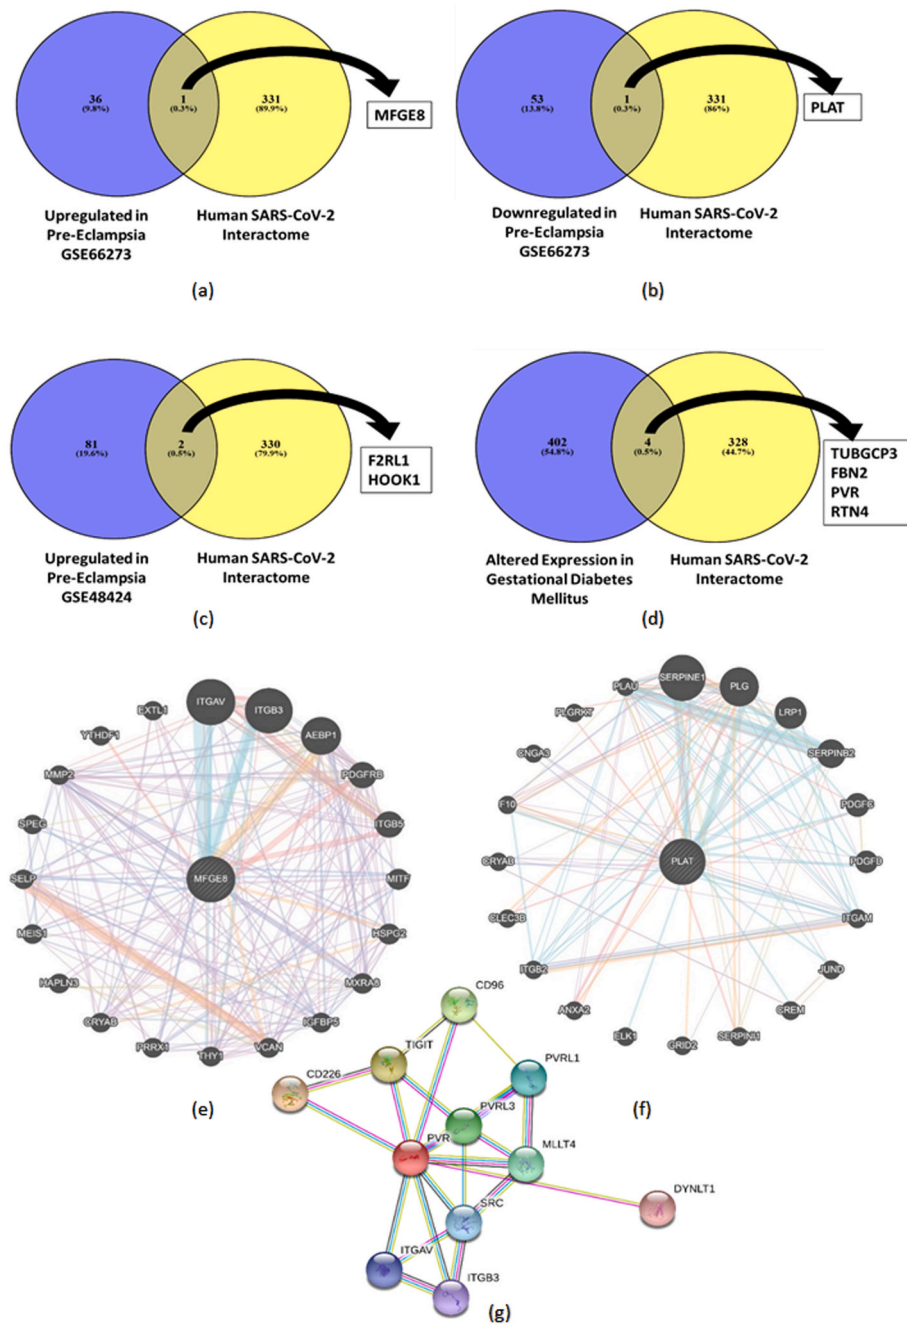 36
(9.8%)
1
(0.3%)
331
(89.9%)
MFGE8
Upregulated in
Pre-Eclampsia
GSE66273
Human SARS-CoV-2
Interactome
(a)
53
(13.8%)
1
(0.3%)
331
(86%)
PLAT
Downregulated in
Pre-Eclampsia
GSE66273
Human SARS-CoV-2
Interactome
(b)
81
(19.6%)
2
(0.5%)
330
(79.9%)
F2RL1
HOOK1
Upregulated in
Pre-Eclampsia
GSE48424
Human SARS-CoV-2
Interactome
(c)
402
(54.8%)
4
(0.5%)
328
(44.7%)
TUBGCP3
FBN2
PVR
RTN4
Altered Expression in
Gestational Diabetes
Mellitus
Human SARS-CoV-2
Interactome
(d)
ITGAV
ITGB3
AEBP1
PDGFRB
ITGB5
MITF
HSPG2
MXRA8
IGFBP5
VCAN
THY1
PRRX1
CRYAB
HAPLN3
MEIS1
SELP
SPEG
MMP2
YTHDF1
EXTL1
MFGE8
(e)
SERPINE1
PLG
LRP1
SERPINB2
PDGFC
PDGFD
ITGAM
JUND
CREM
SERPINI1
GRID2
ELK1
ANXA2
ITGB2
CLEC3B
CRYAB
F10
CNGA3
PLGRKT
PLAU
PLAT
(f)
CD96
TIGIT
PVRL1
CD226
PVRL3
PVR
MLLT4
DYNLT1
SRC
ITGAV
ITGB3
(g)